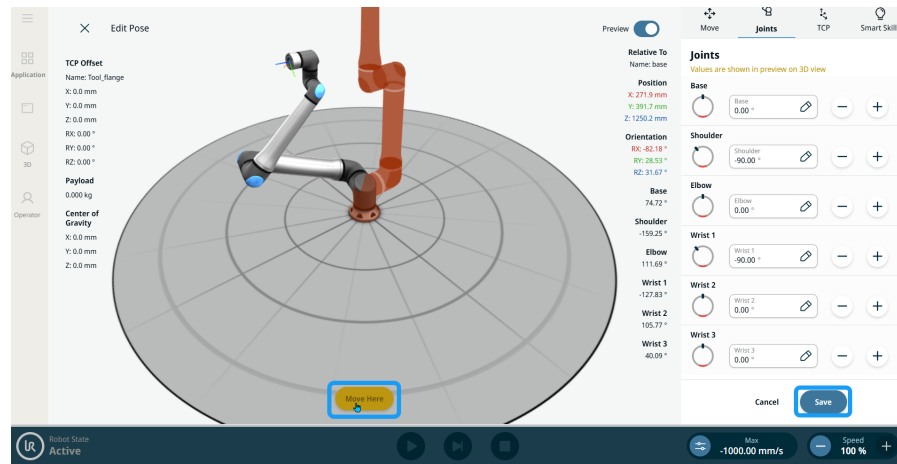 Edit Pose
Preview
Move
Joints
TCP
Smart Skill
Application
3D
Operator
TCP Offset
Name: Tool_flange
X: 0.0 mm
Y: 0.0 mm
Z: 0.0 mm
RX: 0.00 °
RY: 0.00 °
RZ: 0.00 °
Payload
0.000 kg
Center of
Gravity
X: 0.0 mm
Y: 0.0 mm
Z: 0.0 mm
Relative To
Name: base
Position
X: 271.9 mm
Y: 391.7 mm
Z: 1250.2 mm
Orientation
RX: -82.18 °
RY: 28.53 °
RZ: 31.67 °
Base
74.72 °
Shoulder
-159.25 °
Elbow
111.69 °
Wrist 1
-127.83 °
Wrist 2
105.77 °
Wrist 3
40.09 °
Move Here
Joints
Values are shown in preview on 3D view
Base
Base
0.00 °
Shoulder
Shoulder
-90.00 °
Elbow
Elbow
0.00 °
Wrist 1
Wrist 1
-90.00 °
Wrist 2
Wrist 2
0.00 °
Wrist 3
Wrist 3
0.00 °
Cancel
Save
UR
Robot State
Active
Max
-1000.00 mm/s
Speed
100 %